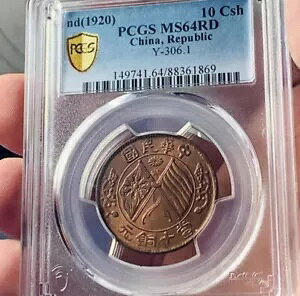 nd(1920)
10 Csh
PCGS MS64RD
China, Republic
Y-306.1
149741.64/88361869
PCGS
國民華中
元銅十當